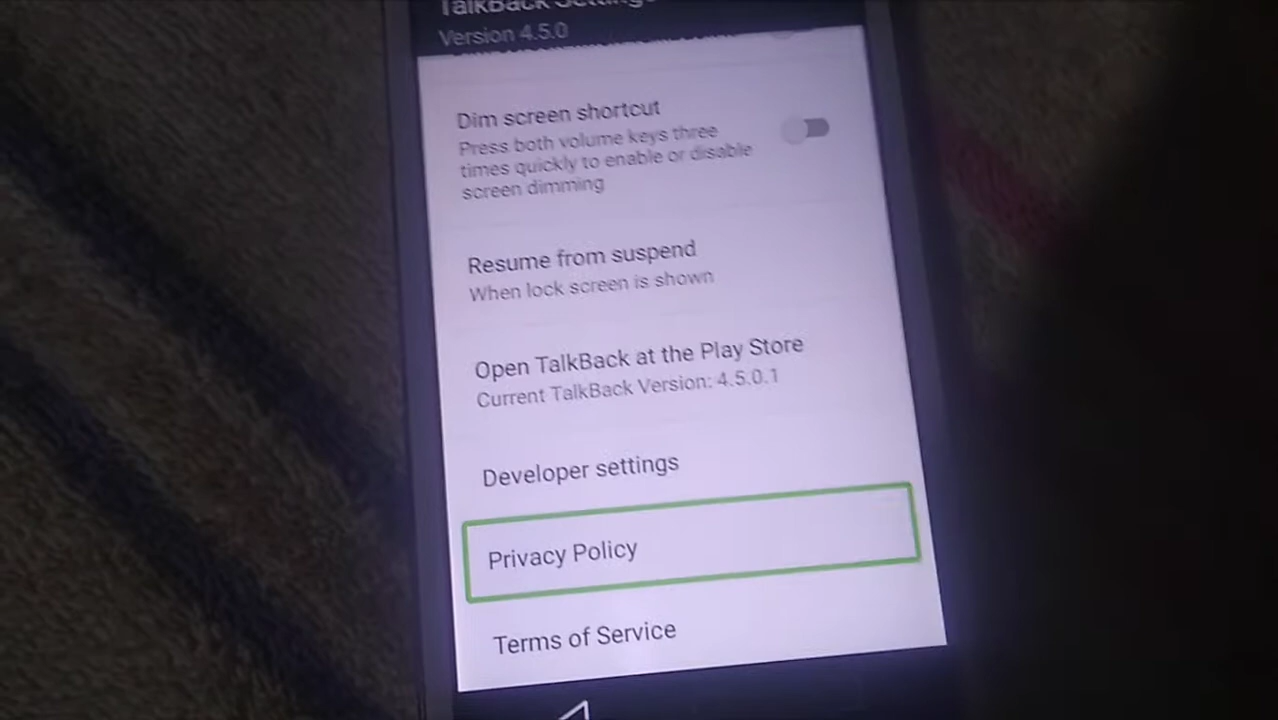 TalkBack Settings
Version 4.5.0
Dim screen shortcut
Press both volume keys three
times quickly to enable or disable
screen dimming
Resume from suspend
When lock screen is shown
Open TalkBack at the Play Store
Current TalkBack Version: 4.5.0.1
Developer settings
Privacy Policy
Terms of Service